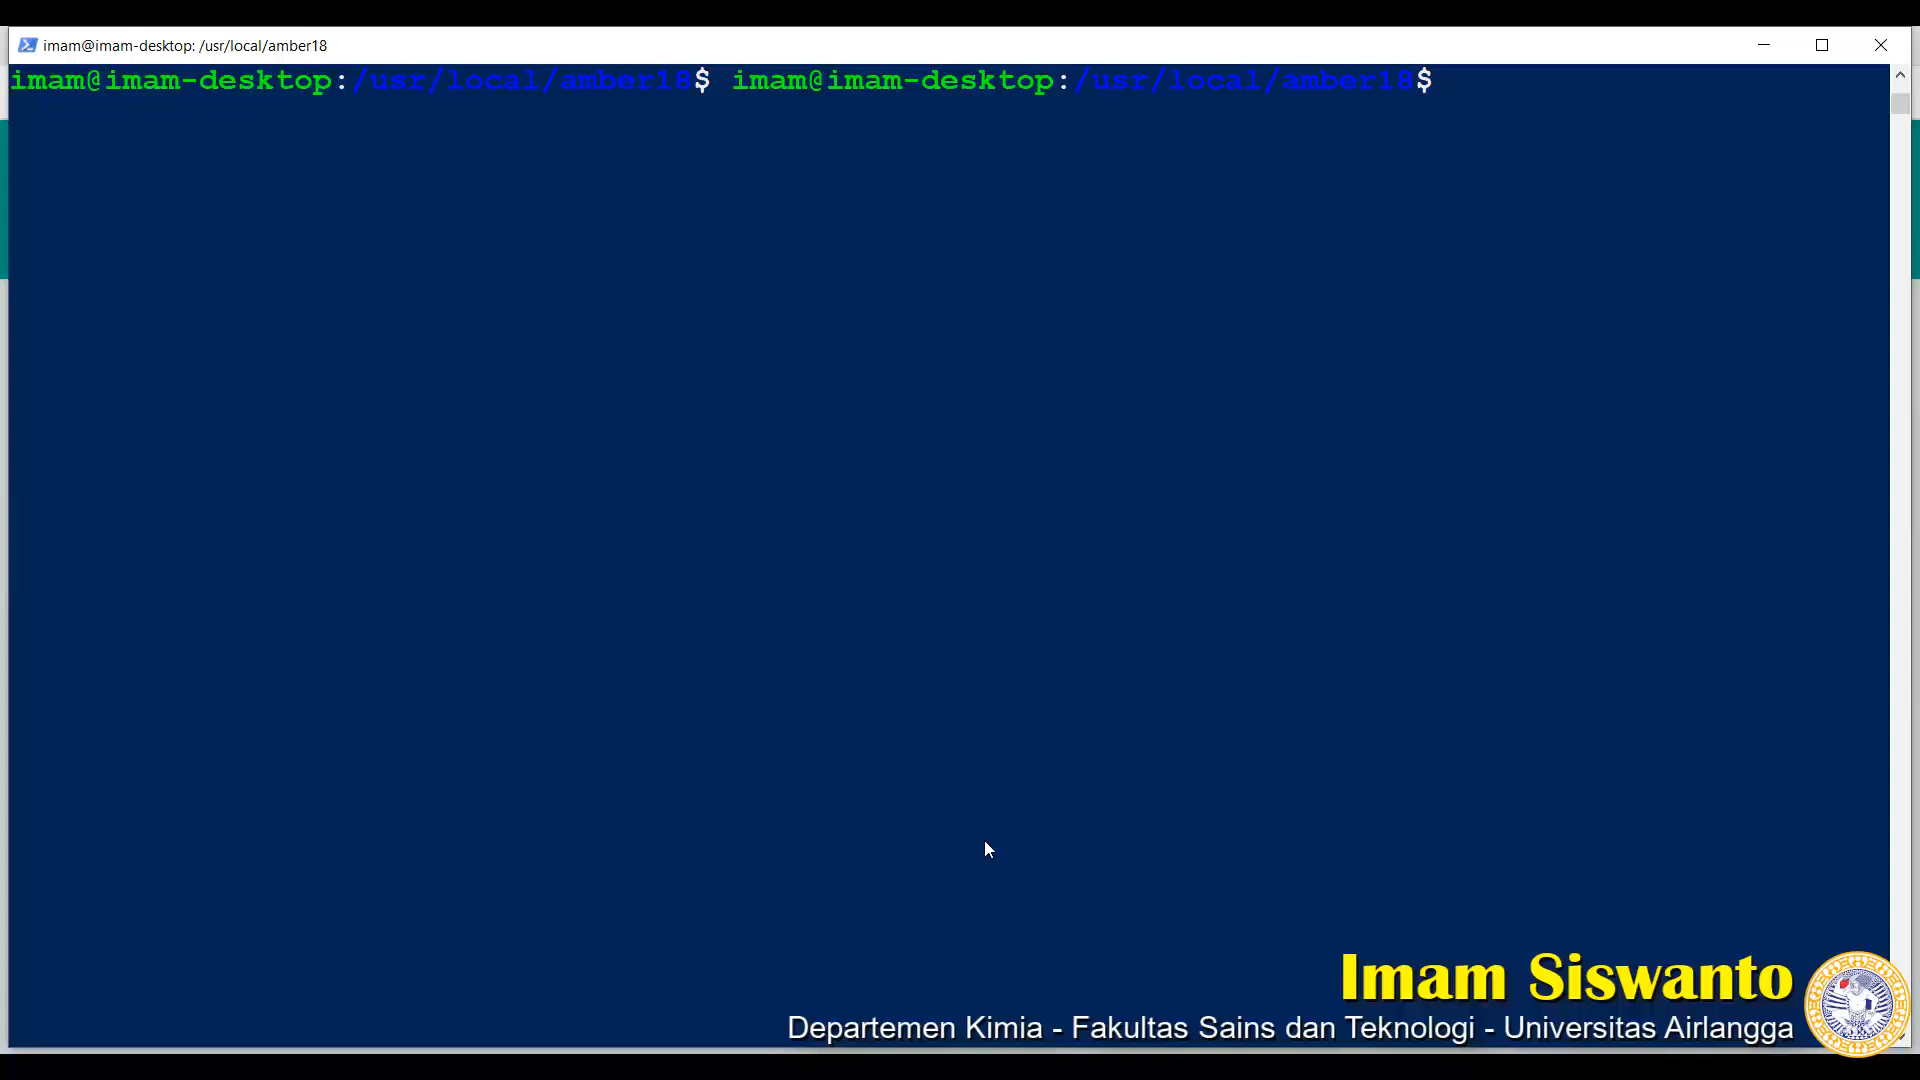 imam@imam-desktop: /usr/local/amber18
imam@imam-desktop:/usr/local/amber18$ imam@imam-desktop:/usr/local/amber18$
Imam Siswanto
Departemen Kimia - Fakultas Sains dan Teknologi - Universitas Airlangga